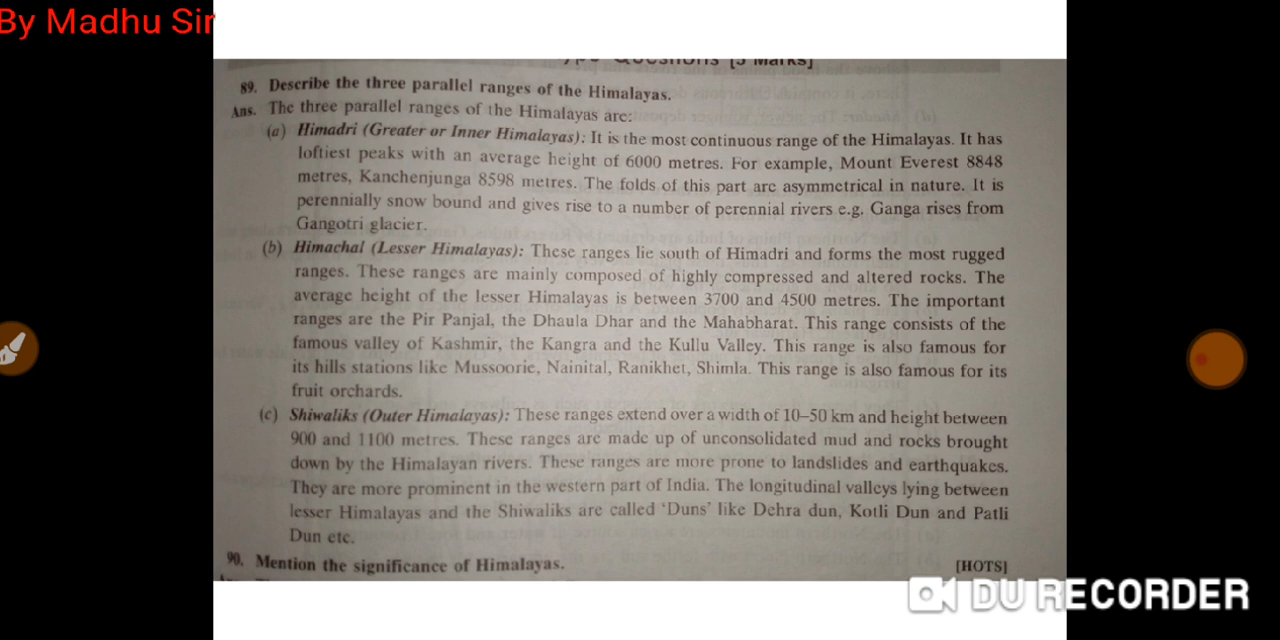 By Madhu Sir
Type Questions [5 Marks]
89. Describe the three parallel ranges of the Himalayas.
Ans. The three parallel ranges of the Himalayas are:
(a) Himadri (Greater or Inner Himalayas): It is the most continuous range of the Himalayas. It has
loftiest peaks with an average height of 6000 metres. For example, Mount Everest 8848
metres, Kanchenjunga 8598 metres. The folds of this part are asymmetrical in nature. It is
perennially snow bound and gives rise to a number of perennial rivers e.g. Ganga rises from
Gangotri glacier.
(b) Himachal (Lesser Himalayas): These ranges lie south of Himadri and forms the most rugged
ranges. These ranges are mainly composed of highly compressed and altered rocks. The
average height of the lesser Himalayas is between 3700 and 4500 metres. The important
ranges are the Pir Panjal, the Dhaula Dhar and the Mahabharat. This range consists of the
famous valley of Kashmir, the Kangra and the Kullu Valley. This range is also famous for
its hills stations like Mussoorie, Nainital, Ranikhet, Shimla. This range is also famous for its
fruit orchards.
(c) Shiwaliks (Outer Himalayas): These ranges extend over a width of 10–50 km and height between
900 and 1100 metres. These ranges are made up of unconsolidated mud and rocks brought
down by the Himalayan rivers. These ranges are more prone to landslides and earthquakes.
They are more prominent in the western part of India. The longitudinal valleys lying between
lesser Himalayas and the Shiwaliks are called ‘Duns’ like Dehra dun, Kotli Dun and Patli
Dun etc.
90. Mention the significance of Himalayas. [HOTS]
DU RECORDER